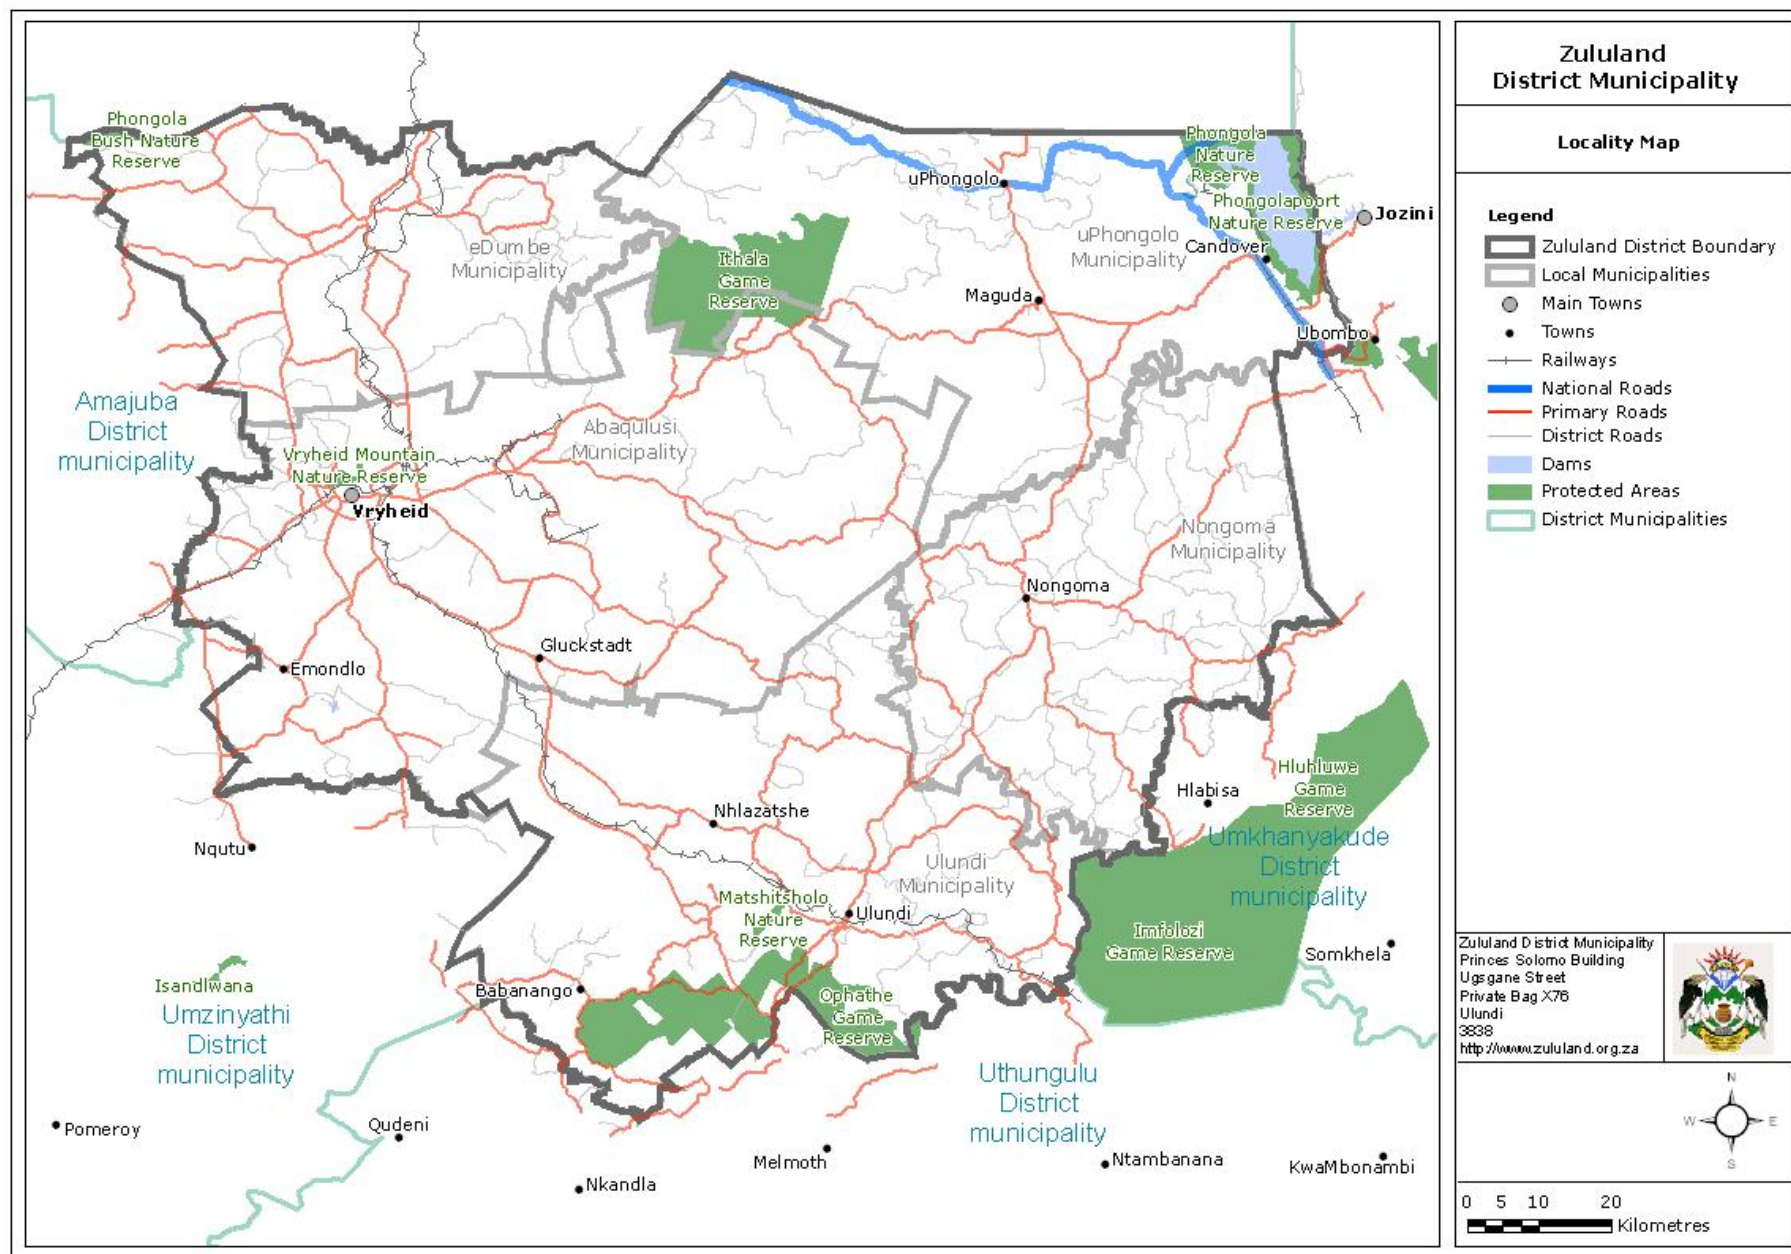 Zululand
District Municipality
Locality Map
Legend
Zululand District Boundary
Local Municipalities
Main Towns
Towns
Railways
National Roads
Primary Roads
District Roads
Dams
Protected Areas
District Municipalities
Zululand District Municipality
Princes Solomo Building
Ugsgane Street
Private Bag X76
Ulundi
3838
http://www.zululand.org.za
N
W
E
S
0 5 10 20
Kilometres
Phongola
Bush Nature
Reserve
Phongola
Nature
Reserve
uPhongolo
Phongolapoort
Nature Reserve
Jozini
eDumbe
Municipality
uPhongolo
Municipality
Candover
Ithala
Game
Reserve
Maguda
Ubombo
Amajuba
District
municipality
Abaqulusi
Municipality
Vryheid Mountain
Nature Reserve
Vryheid
Nongoma
Municipality
Nongoma
Gluckstadt
Emondlo
Hluhluwe
Game
Reserve
Hlabisa
Nhlazatshe
Umkhanyakude
District
municipality
Nqutu
Ulundi
Municipality
Matshitsholo
Nature
Reserve
Ulundi
Imfolozi
Game Reserve
Somkhela
Isandlwana
Babanango
Ophathe
Game
Reserve
Umzinyathi
District
municipality
Uthungulu
District
municipality
Pomeroy
Qudeni
Melmoth
Ntambanana
KwaMbonambi
Nkandla